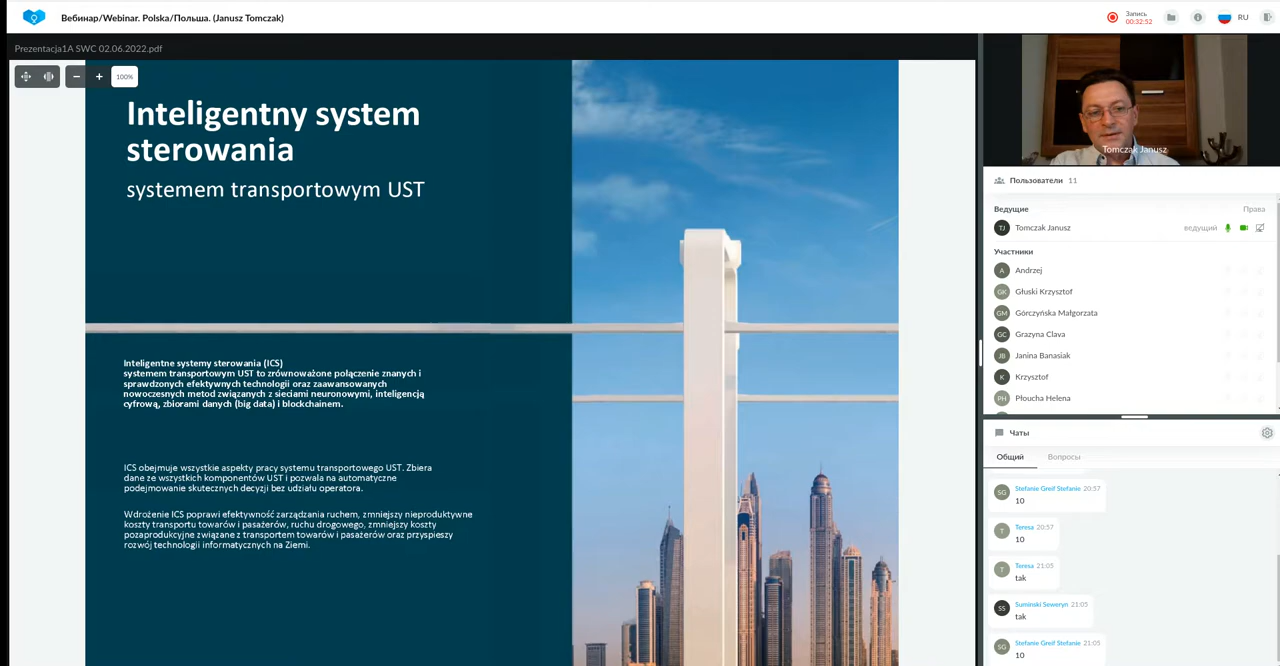 Вебинар/Webinar. Polska/Польша. (Janusz Tomczak)
Запись
00:32:52
RU
Prezentacja1A SWC 02.06.2022.pdf
100%
Inteligentny system
sterowania
systemem transportowym UST
Inteligentne systemy sterowania (ICS)
systemem transportowym UST to zrównoważone połączenie znanych i
sprawdzonych efektywnych technologii oraz zaawansowanych
nowoczesnych metod związanych z sieciami neuronowymi, inteligencją
cyfrową, zbiorami danych (big data) i blockchainem.
ICS obejmuje wszystkie aspekty pracy systemu transportowego UST. Zbiera
dane ze wszystkich komponentów UST i pozwala na automatyczne
podejmowanie skutecznych decyzji bez udziału operatora.
Wdrożenie ICS poprawi efektywność zarządzania ruchem, zmniejszy nieproduktywne
koszty transportu towarów i pasażerów, ruchu drogowego, zmniejszy koszty
pozaprodukcyjne związane z transportem towarów i pasażerów oraz przyspieszy
rozwój technologii informatycznych na Ziemi.
Tomczak Janusz
Пользователи 11
Ведущие Права
TJ Tomczak Janusz ведущий
Участники
A Andrzej
GK Głuski Krzysztof
GM Górczyńska Małgorzata
GC Grazyna Clava
JB Janina Banasiak
K Krzysztof
PH Płoucha Helena
Чаты
Общий Вопросы
SG Stefanie Greif Stefanie 20:57
10
T Teresa 20:57
10
T Teresa 21:05
tak
SS Suminski Seweryn 21:05
tak
SG Stefanie Greif Stefanie 21:05
10